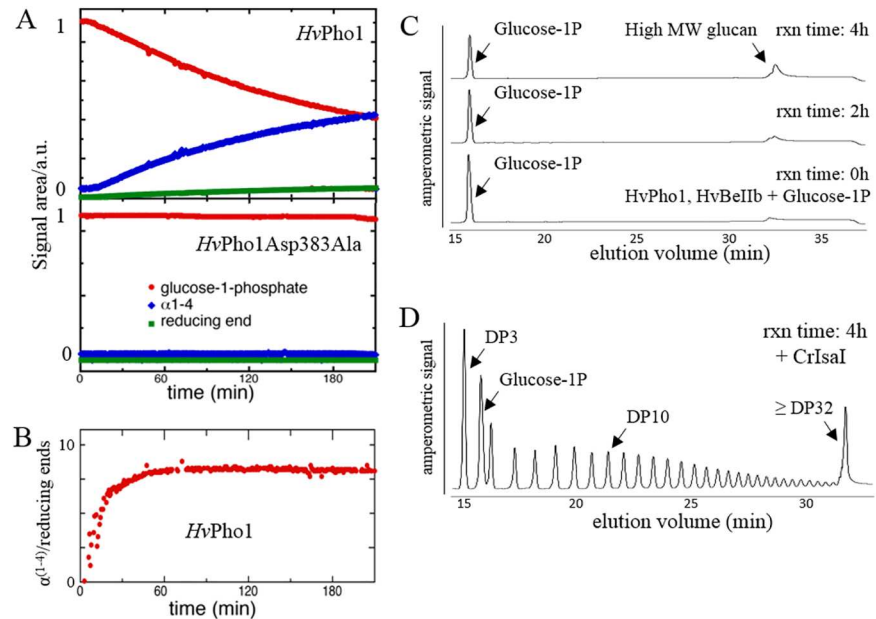 A
1
HvPho1
0
Signal area/a.u.
1
HvPho1Asp383Ala
glucose-1-phosphate
α1-4
reducing end
0
0 60 120 180
time (min)
B
10
5
0
α(1-4)/reducing ends
HvPho1
0 60 120 180
time (min)
C
Glucose-1P
High MW glucan
rxn time: 4h
Glucose-1P
rxn time: 2h
Glucose-1P
rxn time: 0h
HvPho1, HvBeIIb + Glucose-1P
amperometric signal
15 20 25 30 35
elution volume (min)
D
DP3
Glucose-1P
DP10
rxn time: 4h
+ CrIsaI
≥ DP32
amperometric signal
15 20 25 30
elution volume (min)